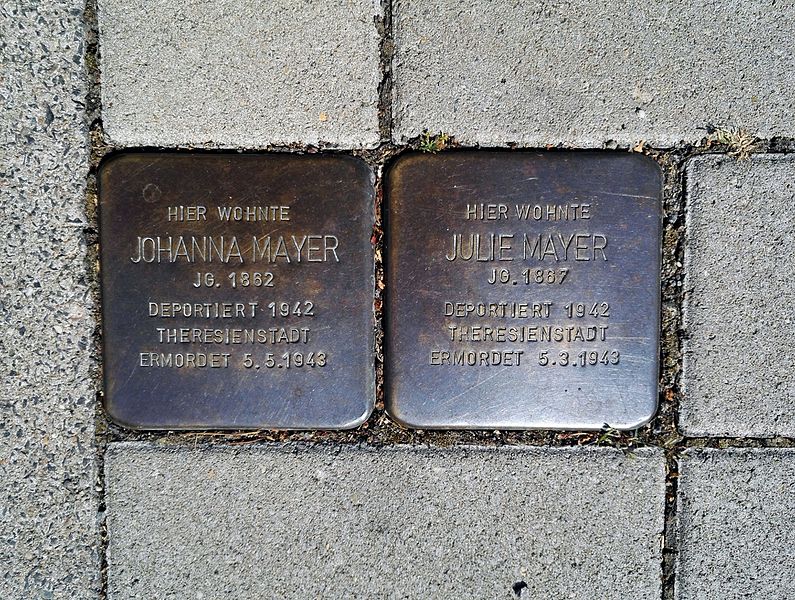 HIER WOHNTE
JOHANNA MAYER
JG. 1862
DEPORTIERT 1942
THERESIENSTADT
ERMORDET 5.5.1943
HIER WOHNTE
JULIE MAYER
JG. 1867
DEPORTIERT 1942
THERESIENSTADT
ERMORDET 5.3.1943